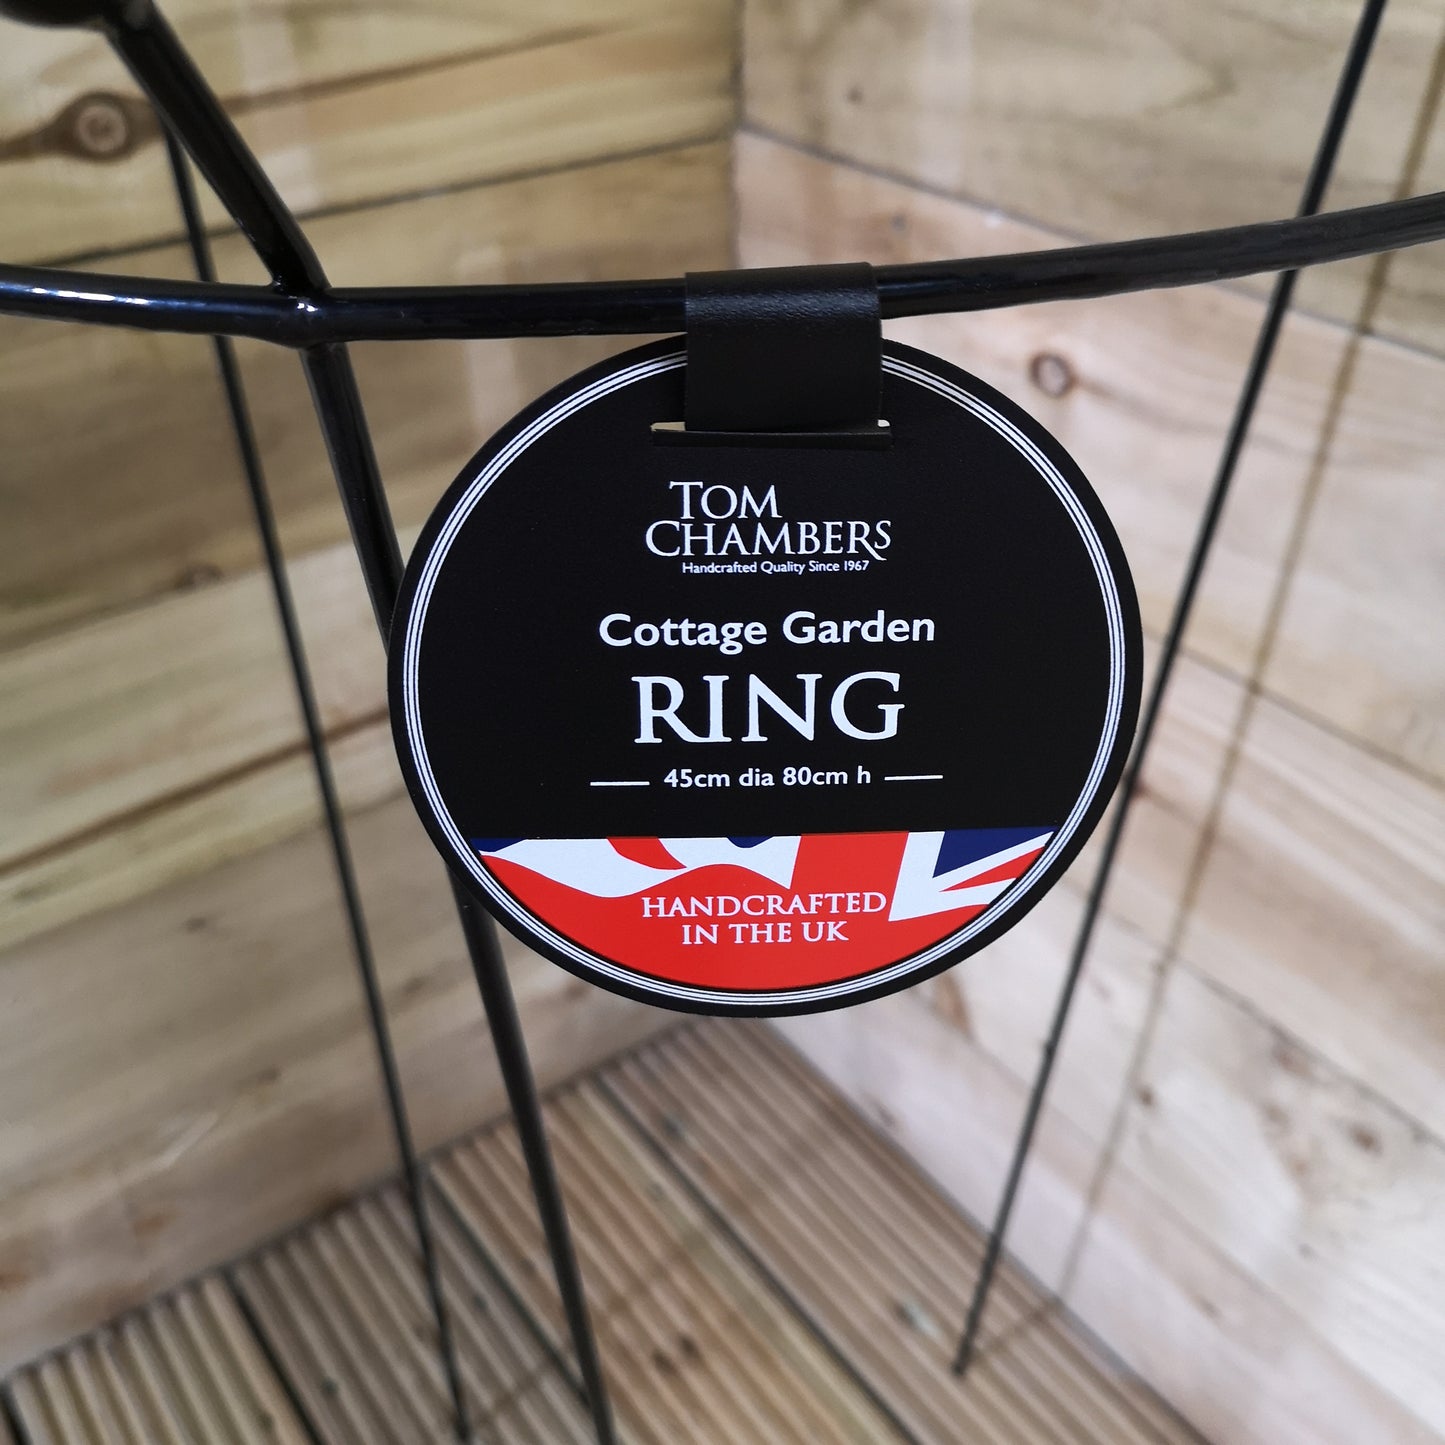 TOM
CHAMBERS
Handcrafted Quality Since 1967
Cottage Garden
RING
45cm dia 80cm h
HANDCRAFTED
IN THE UK